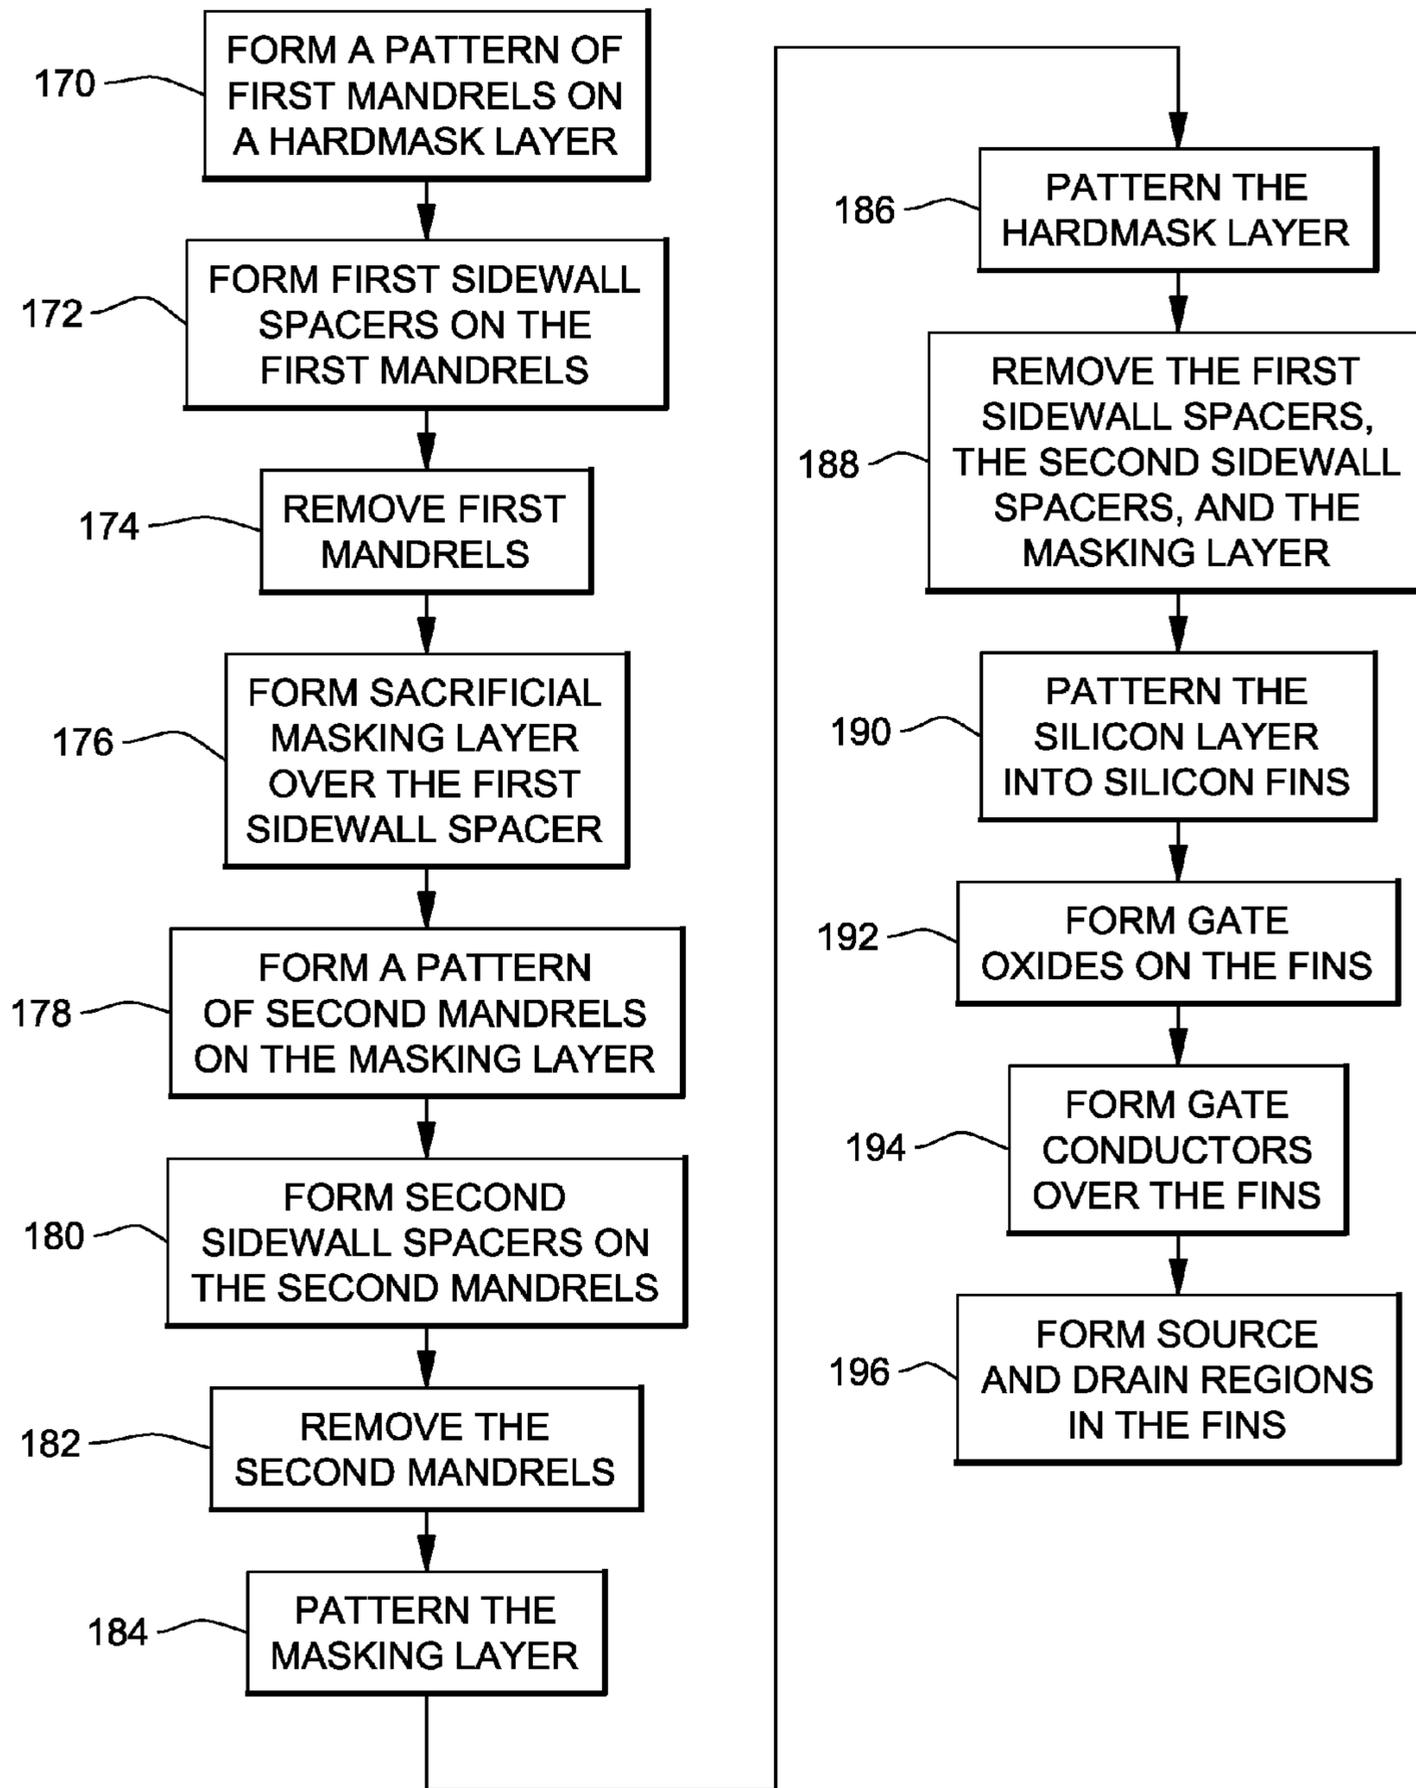 170
FORM A PATTERN OF
FIRST MANDRELS ON
A HARDMASK LAYER
172
FORM FIRST SIDEWALL
SPACERS ON THE
FIRST MANDRELS
174
REMOVE FIRST
MANDRELS
176
FORM SACRIFICIAL
MASKING LAYER
OVER THE FIRST
SIDEWALL SPACER
178
FORM A PATTERN
OF SECOND MANDRELS
ON THE MASKING LAYER
180
FORM SECOND
SIDEWALL SPACERS ON
THE SECOND MANDRELS
182
REMOVE THE
SECOND MANDRELS
184
PATTERN THE
MASKING LAYER
186
PATTERN THE
HARDMASK LAYER
188
REMOVE THE FIRST
SIDEWALL SPACERS,
THE SECOND SIDEWALL
SPACERS, AND THE
MASKING LAYER
190
PATTERN THE
SILICON LAYER
INTO SILICON FINS
192
FORM GATE
OXIDES ON THE FINS
194
FORM GATE
CONDUCTORS
OVER THE FINS
196
FORM SOURCE
AND DRAIN REGIONS
IN THE FINS